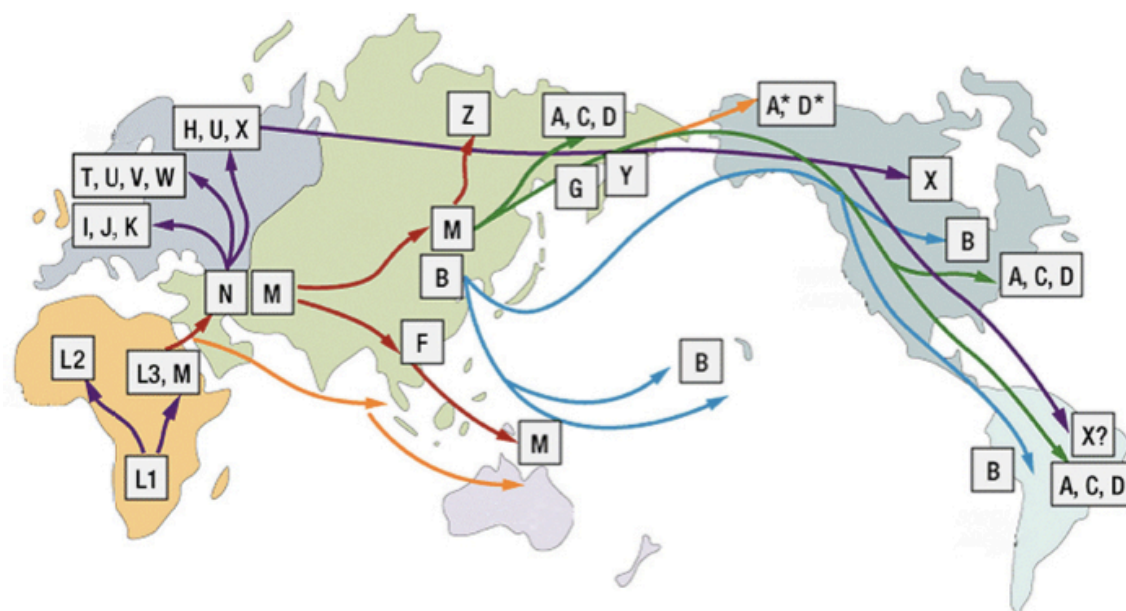 A,* D*
Z
A, C, D
H, U, X
T, U, V, W
G
Y
X
I, J, K
M
B
B
A, C, D
N
M
F
B
L2
L3, M
M
X?
L1
B
A, C, D